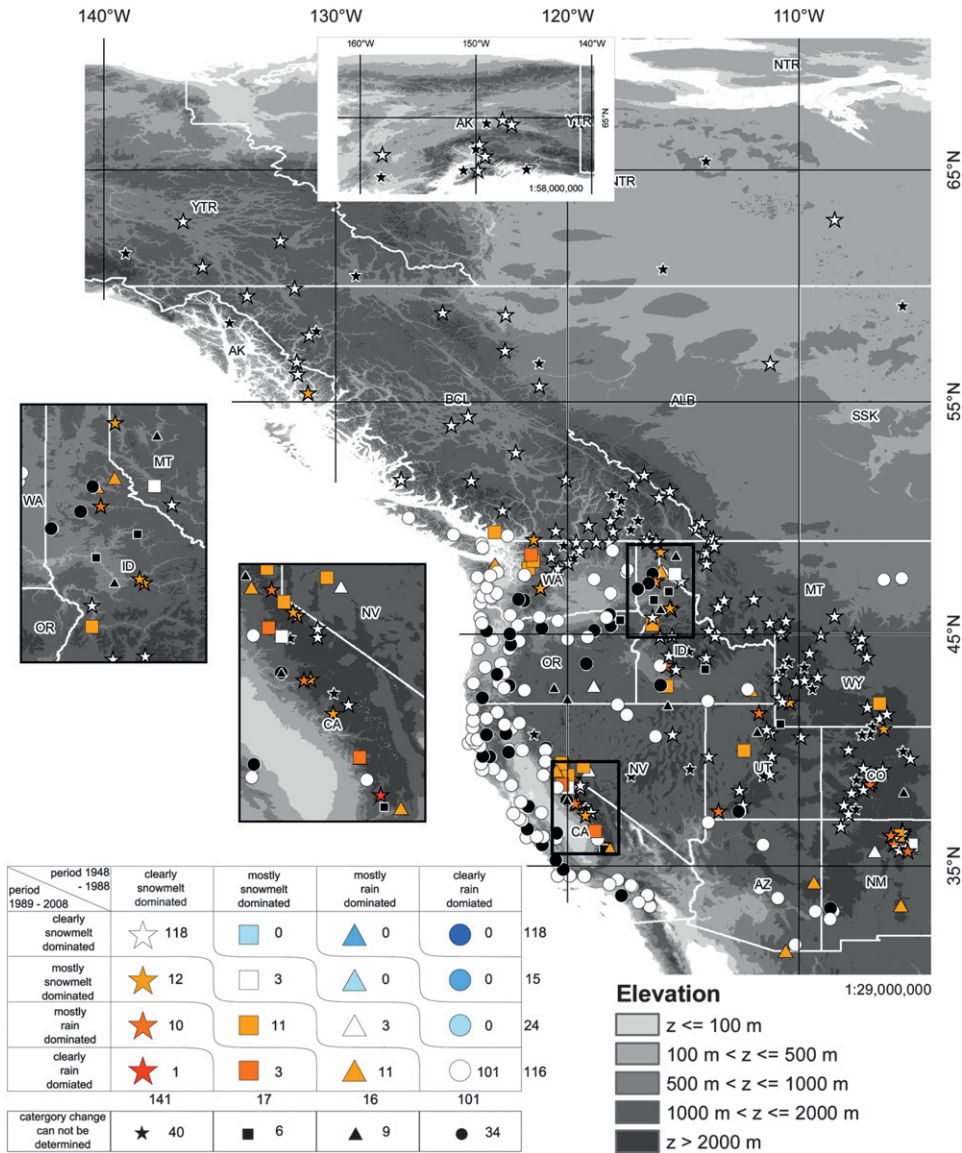 140°W 130°W 120°W 110°W
160°W 150°W 140°W
NTR
AK
YTR
65°N
1:58,000,000
NTR
65°N
YTR
AK
BCL
ALB
SSK
55°N
MT
WA
ID
OR
WA
MT
45°N
OR
ID
WY
NV
CA
NV
UT
CO
CA
AZ
NM
35°N
1:29,000,000
period 1948 - 1988
period 1989 - 2008
clearly snowmelt dominated
mostly snowmelt dominated
mostly rain dominated
clearly rain domiated
clearly snowmelt dominated 118 0 0 0 118
mostly snowmelt dominated 12 3 0 0 15
mostly rain dominated 10 11 3 0 24
clearly rain domiated 1 3 11 101 116
141 17 16 101
catergory change can not be determined 40 6 9 34
Elevation
z <= 100 m
100 m < z <= 500 m
500 m < z <= 1000 m
1000 m < z <= 2000 m
z > 2000 m